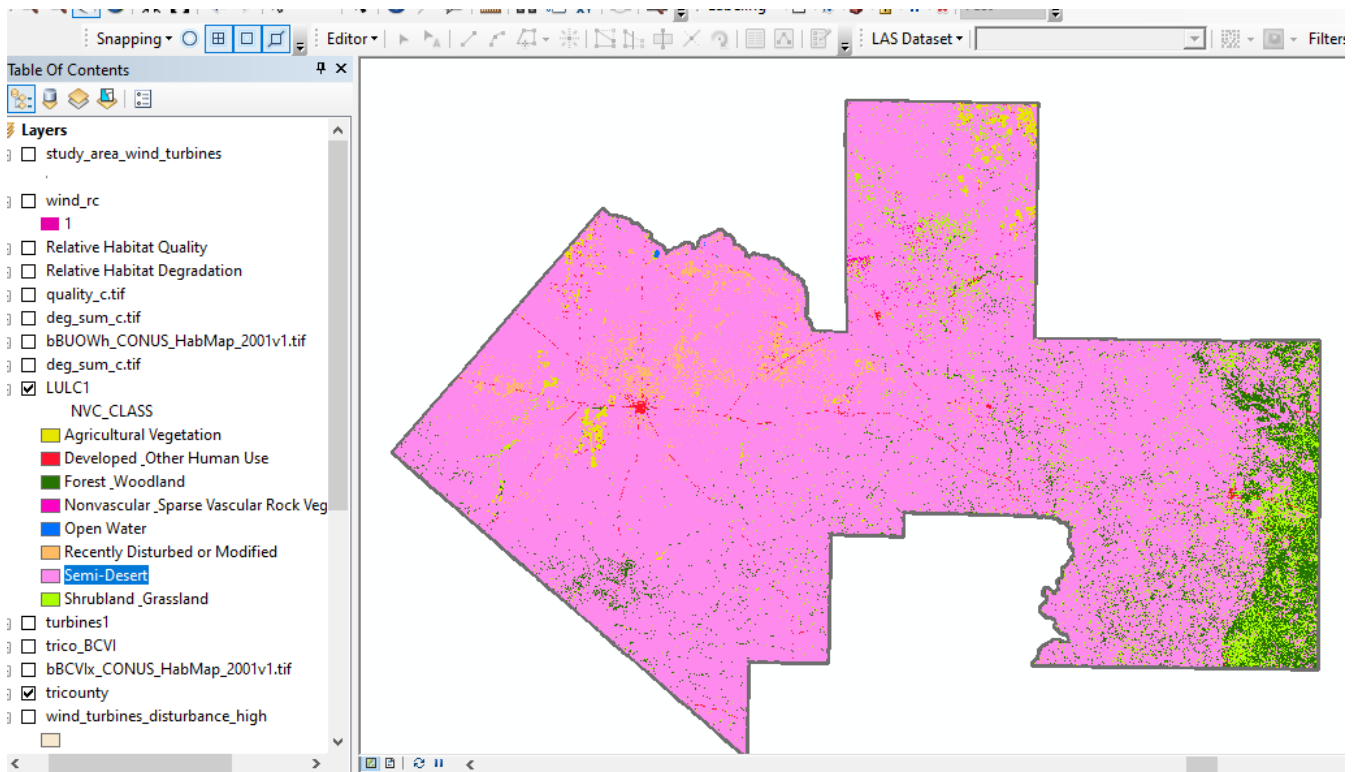 Snapping Editor LAS Dataset Filters
Table Of Contents
Layers
study_area_wind_turbines
wind_rc
1
Relative Habitat Quality
Relative Habitat Degradation
quality_c.tif
deg_sum_c.tif
bBUOWh_CONUS_HabMap_2001v1.tif
deg_sum_c.tif
LULC1
NVC_CLASS
Agricultural Vegetation
Developed _Other Human Use
Forest _Woodland
Nonvascular _Sparse Vascular Rock Veg
Open Water
Recently Disturbed or Modified
Semi-Desert
Shrubland _Grassland
turbines1
trico_BCVI
bBCVIx_CONUS_HabMap_2001v1.tif
tricounty
wind_turbines_disturbance_high